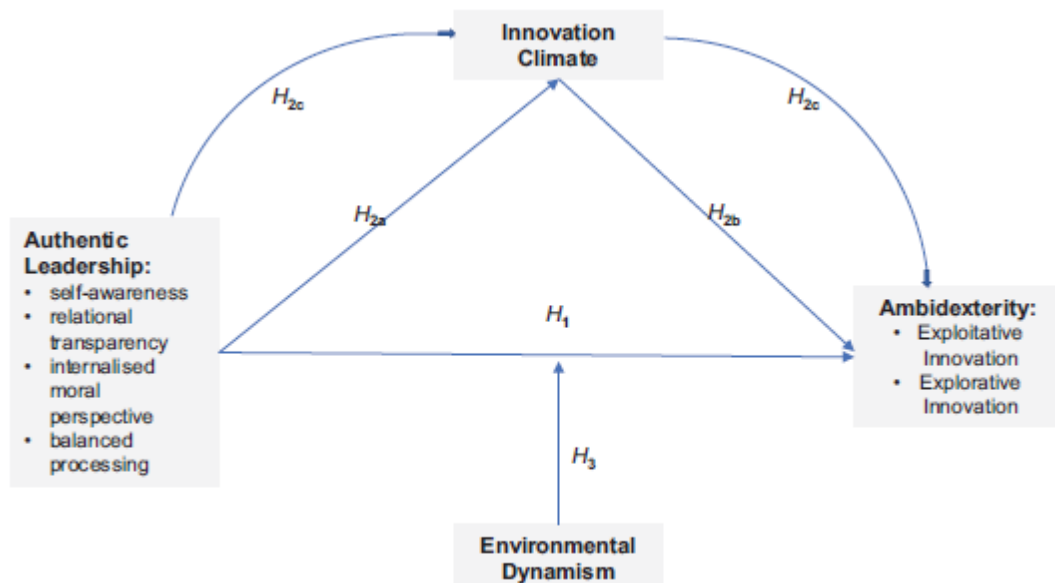 Innovation
Climate
H2c
H2c
H2a
H2b
Authentic
Leadership:
• self-awareness
• relational
transparency
• internalised
moral
perspective
• balanced
processing
H1
Ambidexterity:
• Exploitative
Innovation
• Explorative
Innovation
H3
Environmental
Dynamism